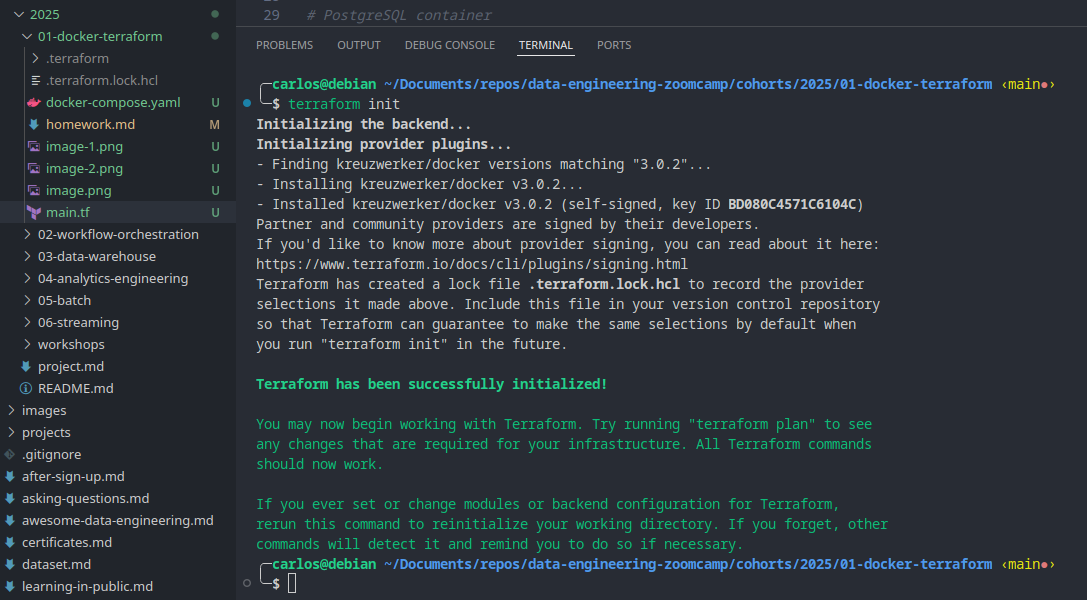 2025
01-docker-terraform
.terraform
.terraform.lock.hcl
docker-compose.yaml U
homework.md M
image-1.png U
image-2.png U
image.png U
main.tf U
02-workflow-orchestration
03-data-warehouse
04-analytics-engineering
05-batch
06-streaming
workshops
project.md
README.md
images
projects
.gitignore
after-sign-up.md
asking-questions.md
awesome-data-engineering.md
certificates.md
dataset.md
learning-in-public.md
29 # PostgreSQL container
PROBLEMS OUTPUT DEBUG CONSOLE TERMINAL PORTS
carlos@debian ~/Documents/repos/data-engineering-zoomcamp/cohorts/2025/01-docker-terraform ‹main●›
$ terraform init
Initializing the backend...
Initializing provider plugins...
- Finding kreuzwerker/docker versions matching "3.0.2"...
- Installing kreuzwerker/docker v3.0.2...
- Installed kreuzwerker/docker v3.0.2 (self-signed, key ID BD080C4571C6104C)
Partner and community providers are signed by their developers.
If you'd like to know more about provider signing, you can read about it here:
https://www.terraform.io/docs/cli/plugins/signing.html
Terraform has created a lock file .terraform.lock.hcl to record the provider
selections it made above. Include this file in your version control repository
so that Terraform can guarantee to make the same selections by default when
you run "terraform init" in the future.
Terraform has been successfully initialized!
You may now begin working with Terraform. Try running "terraform plan" to see
any changes that are required for your infrastructure. All Terraform commands
should now work.
If you ever set or change modules or backend configuration for Terraform,
rerun this command to reinitialize your working directory. If you forget, other
commands will detect it and remind you to do so if necessary.
carlos@debian ~/Documents/repos/data-engineering-zoomcamp/cohorts/2025/01-docker-terraform ‹main●›
$